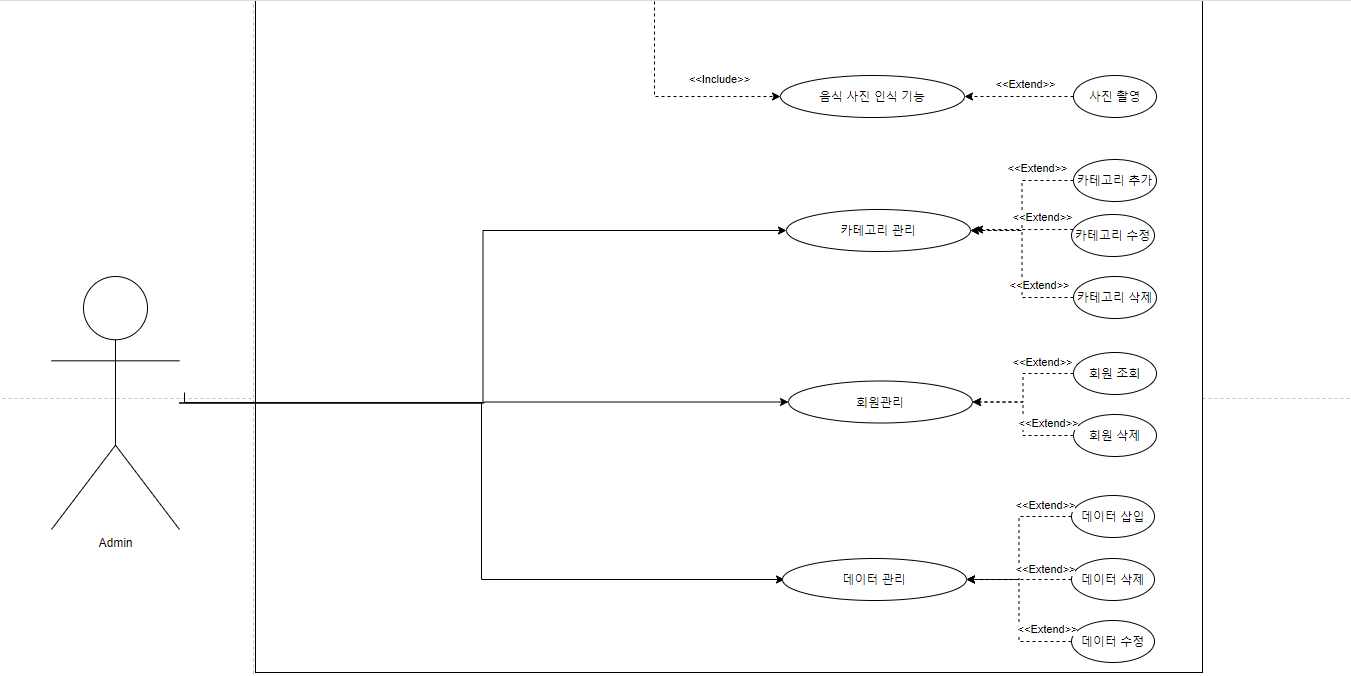 <<Include>>
<<Extend>>
음식 사진 인식 기능
사진 촬영
<<Extend>>
카테고리 추가
<<Extend>>
카테고리 관리
카테고리 수정
<<Extend>>
카테고리 삭제
<<Extend>>
회원 조회
회원관리
<<Extend>>
회원 삭제
<<Extend>>
데이터 삽입
Admin
<<Extend>>
데이터 관리
데이터 삭제
<<Extend>>
데이터 수정